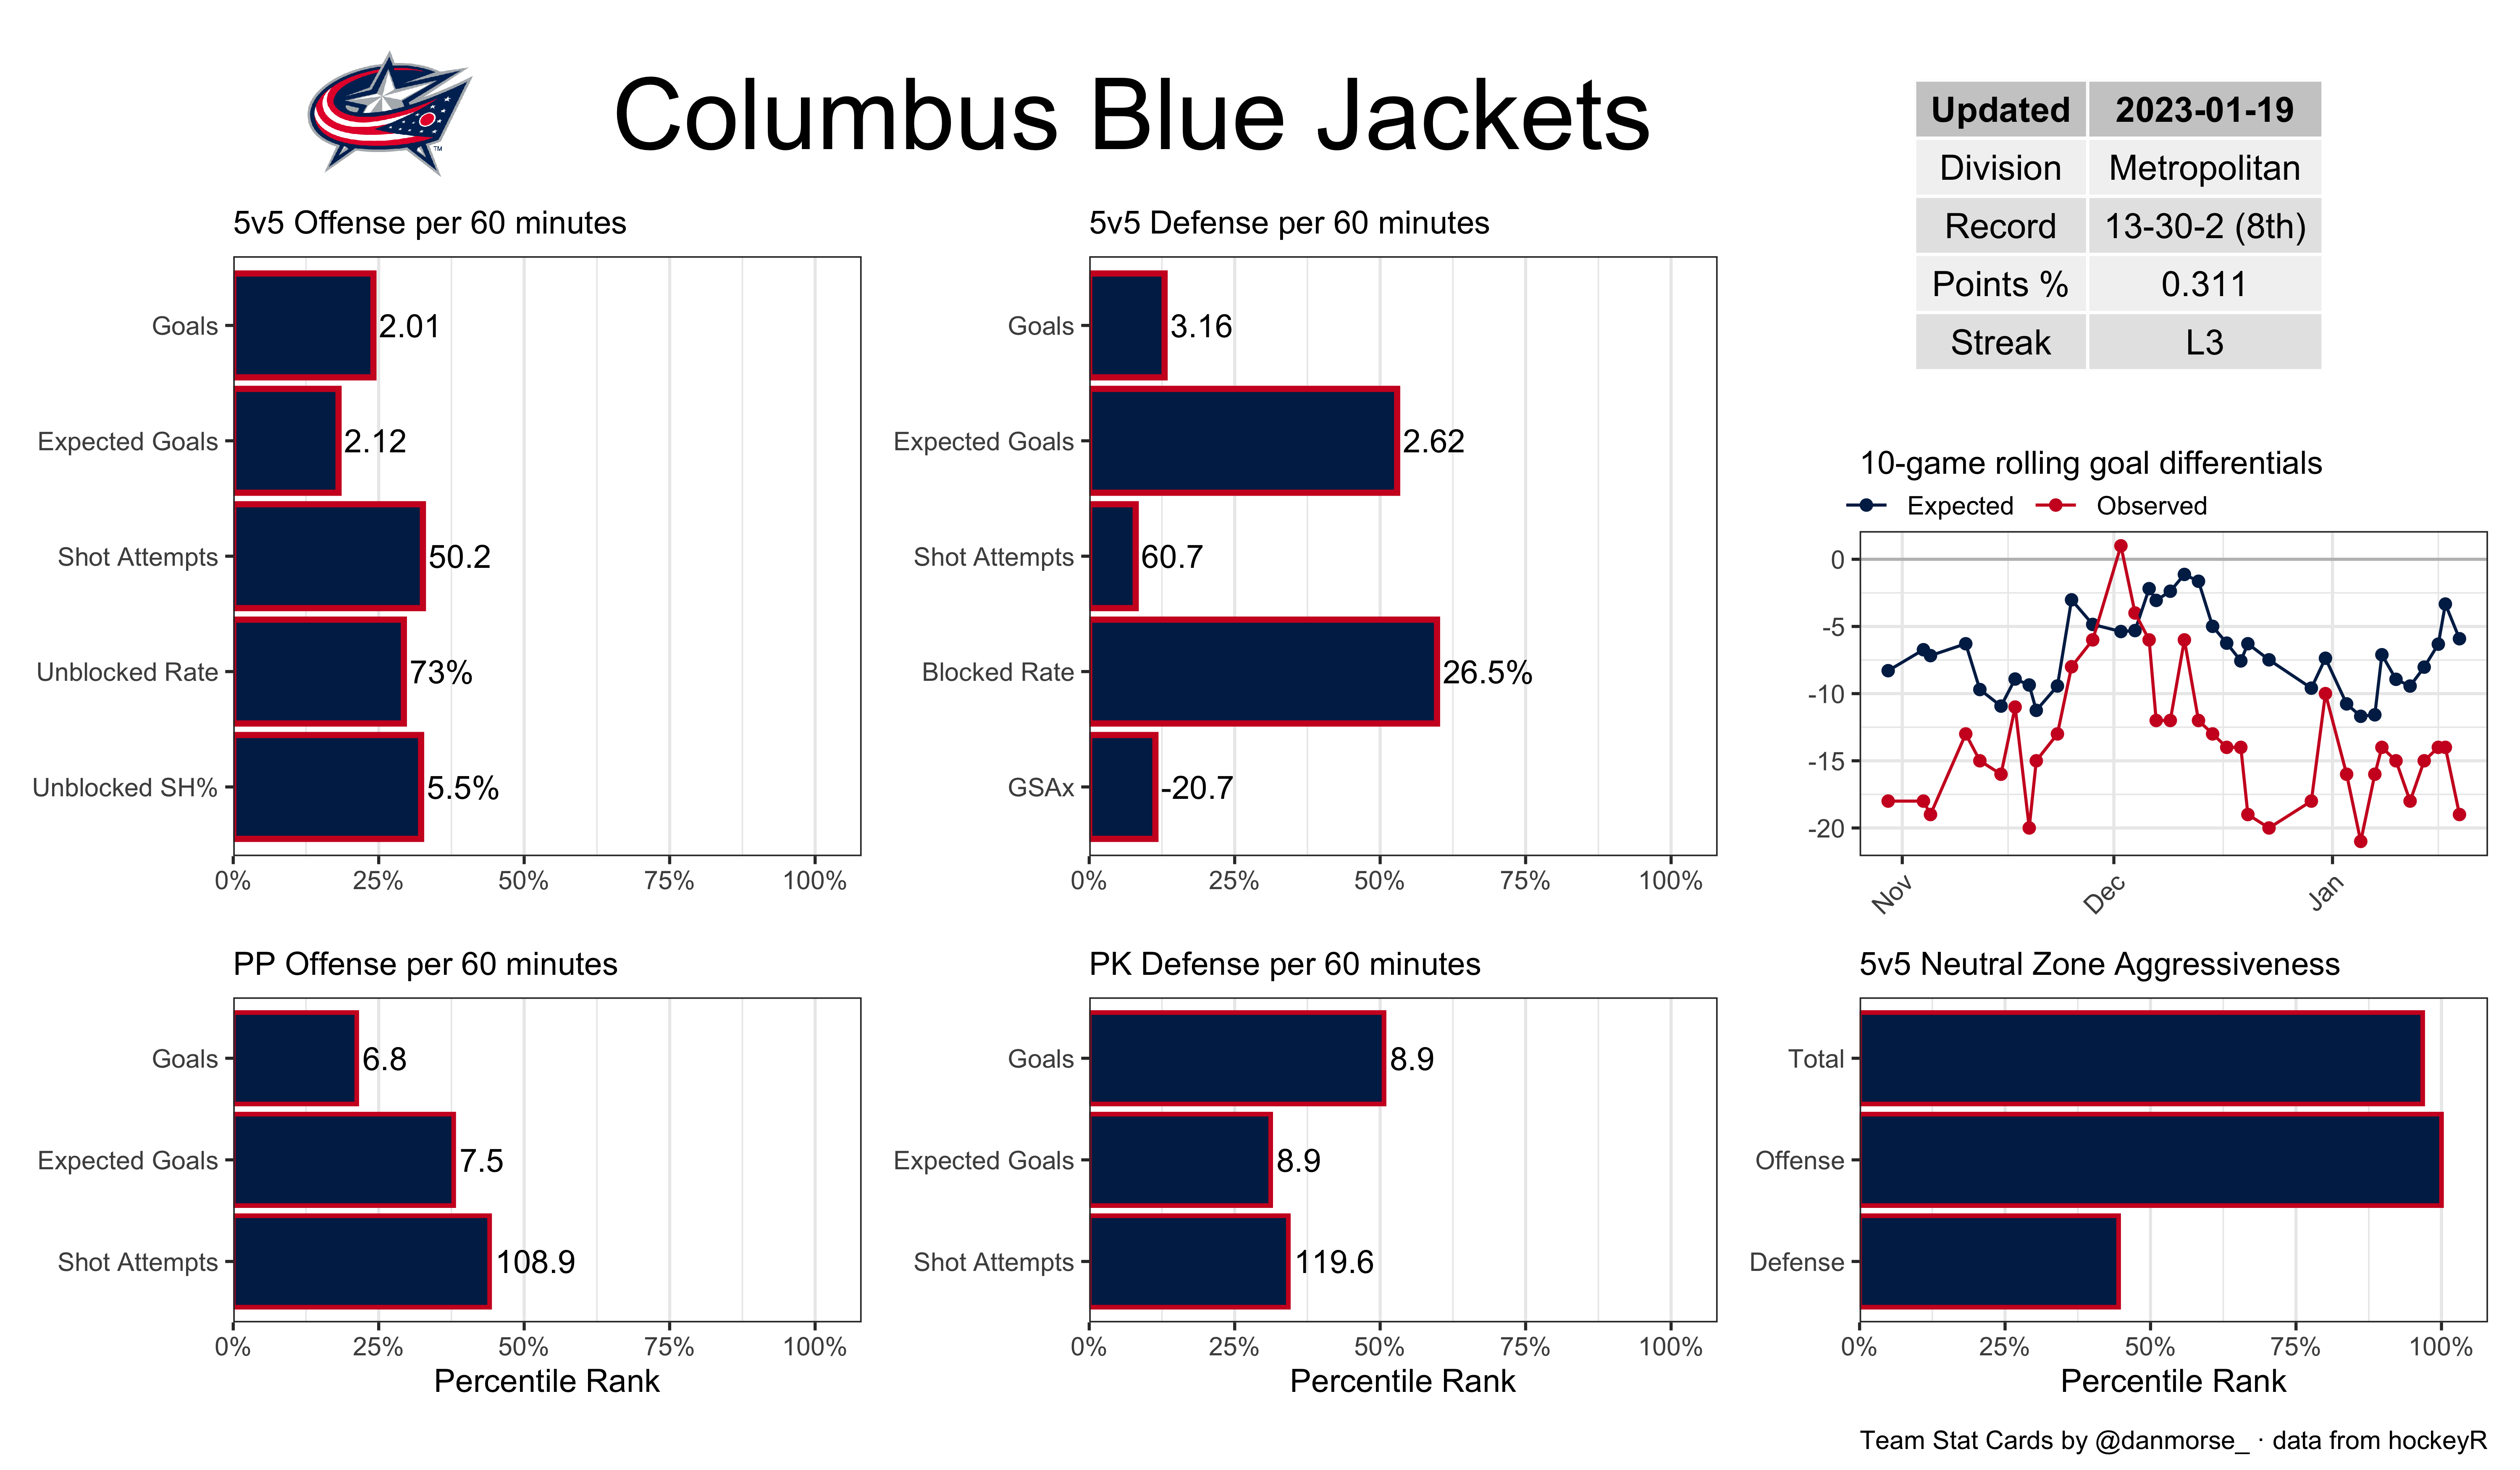 Columbus Blue Jackets
Updated 2023-01-19
Division Metropolitan
Record 13-30-2 (8th)
Points % 0.311
Streak L3
5v5 Offense per 60 minutes
Goals 2.01
Expected Goals 2.12
Shot Attempts 50.2
Unblocked Rate 73%
Unblocked SH% 5.5%
0% 25% 50% 75% 100%
5v5 Defense per 60 minutes
Goals 3.16
Expected Goals 2.62
Shot Attempts 60.7
Blocked Rate 26.5%
GSAx -20.7
0% 25% 50% 75% 100%
10-game rolling goal differentials
Expected Observed
0
-5
-10
-15
-20
Nov Dec Jan
PP Offense per 60 minutes
Goals 6.8
Expected Goals 7.5
Shot Attempts 108.9
0% 25% 50% 75% 100%
Percentile Rank
PK Defense per 60 minutes
Goals 8.9
Expected Goals 8.9
Shot Attempts 119.6
0% 25% 50% 75% 100%
Percentile Rank
5v5 Neutral Zone Aggressiveness
Total
Offense
Defense
0% 25% 50% 75% 100%
Percentile Rank
Team Stat Cards by @danmorse_ · data from hockeyR
TM